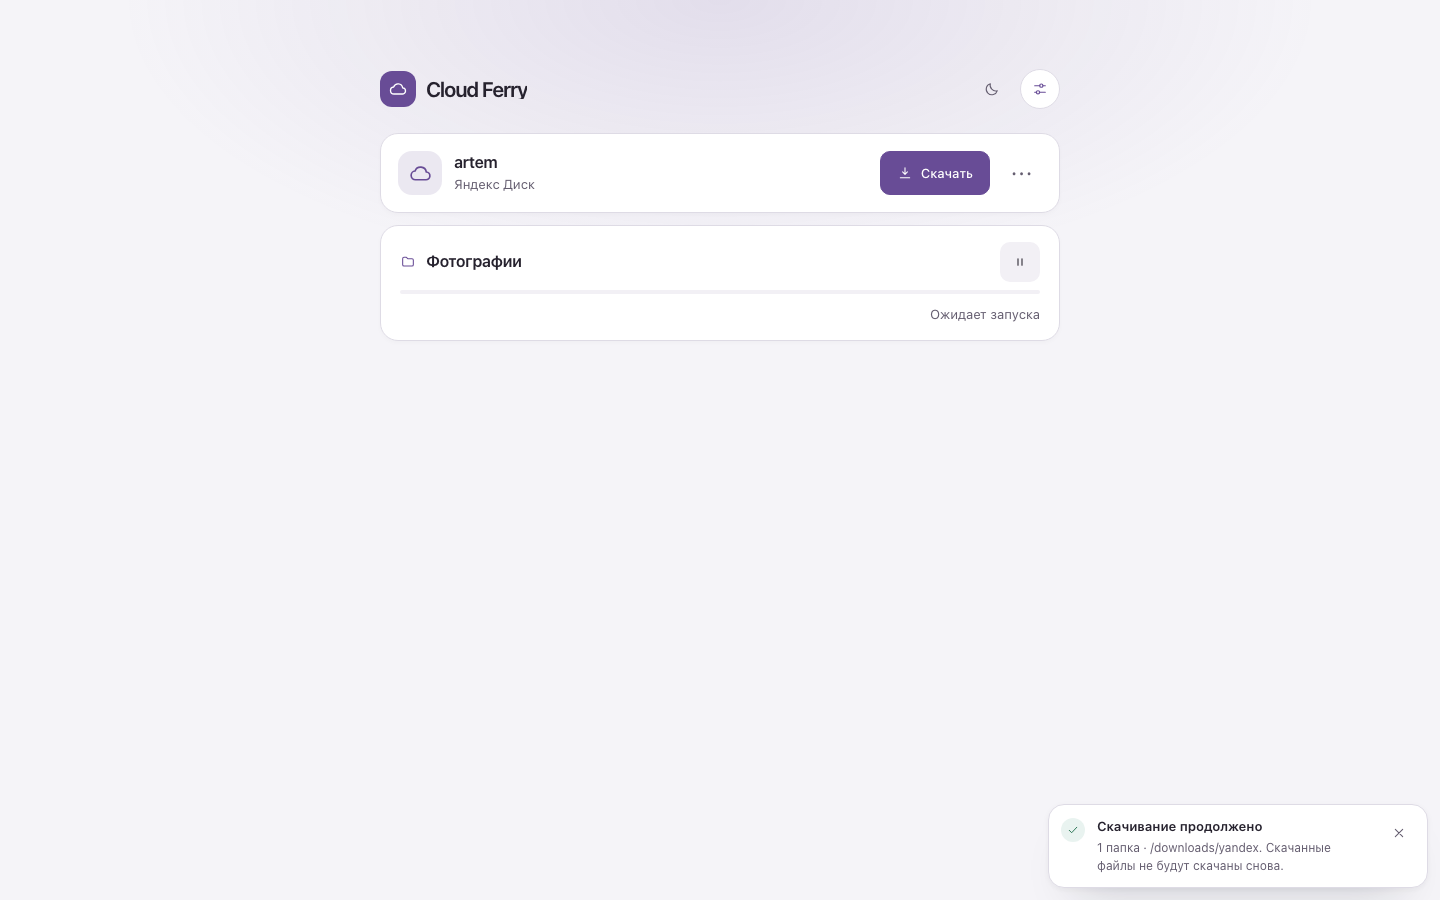 Cloud Ferry
artem
Яндекс Диск
Скачать
Фотографии
Ожидает запуска
Скачивание продолжено
1 папка · /downloads/yandex. Скачанные
файлы не будут скачаны снова.